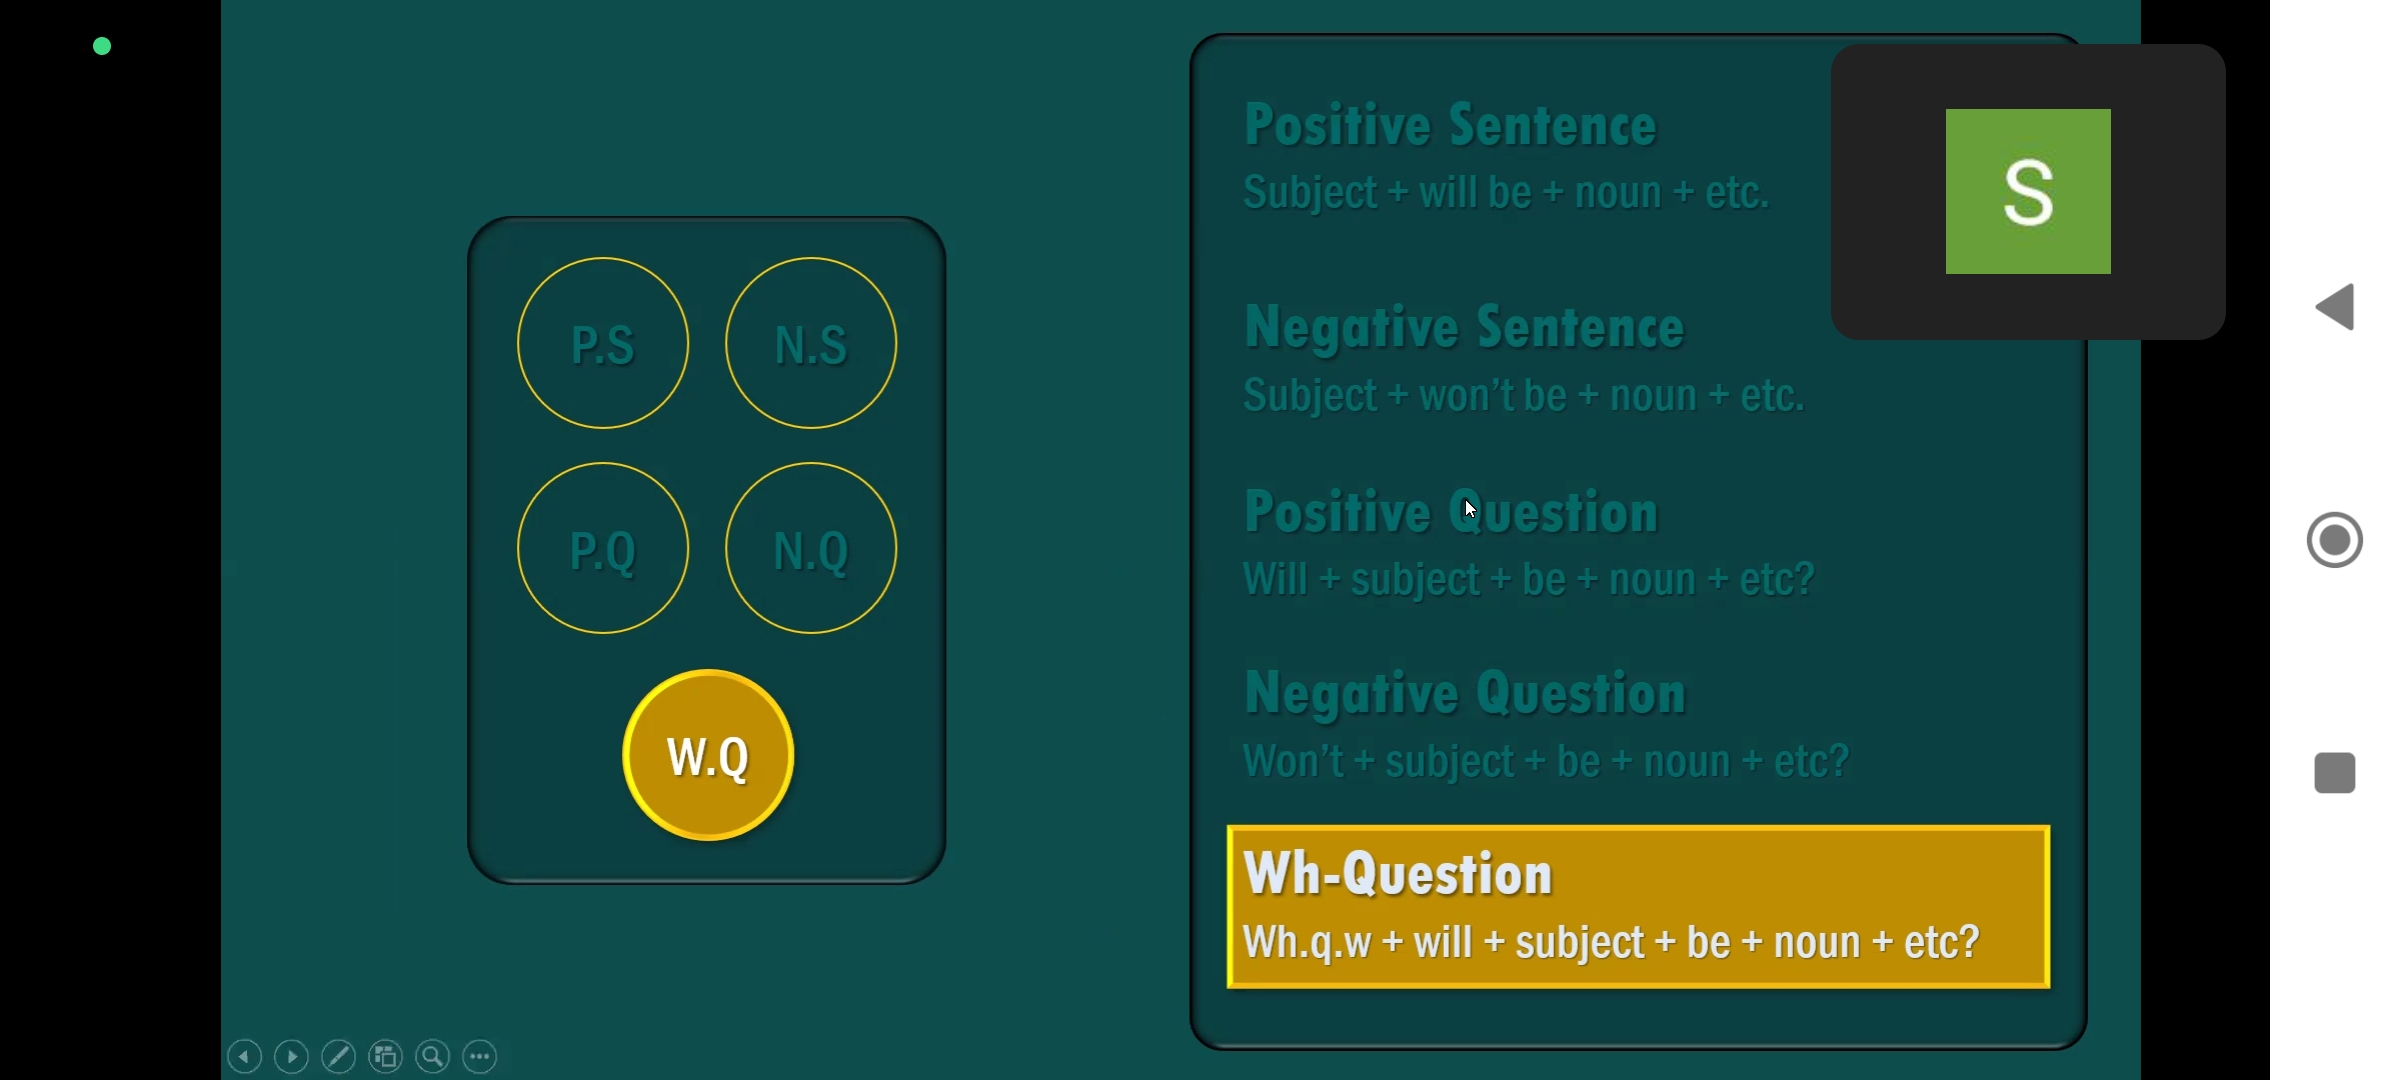 P.S
N.S
P.Q
N.Q
W.Q
Positive Sentence
Subject + will be + noun + etc.
Negative Sentence
Subject + won't be + noun + etc.
Positive Question
Will + subject + be + noun + etc?
Negative Question
Won't + subject + be + noun + etc?
Wh-Question
Wh.q.w + will + subject + be + noun + etc?
S